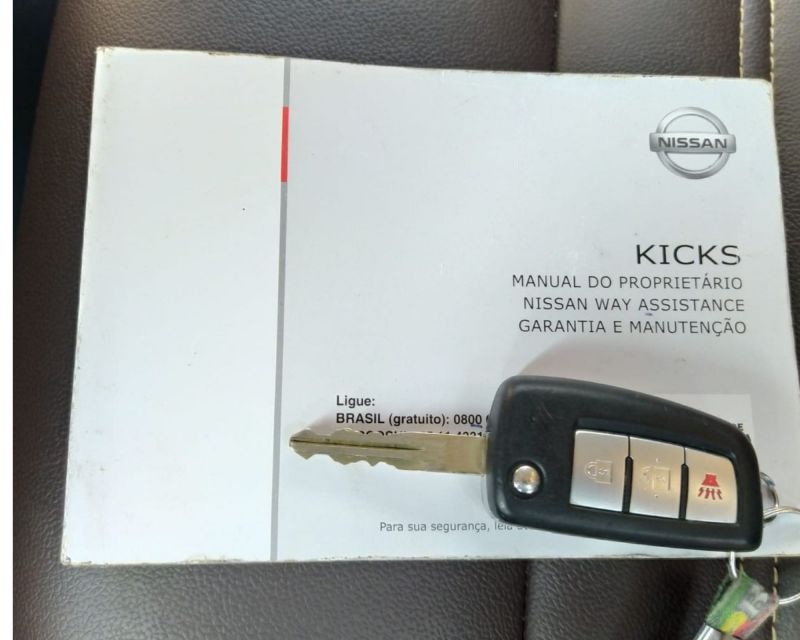 NISSAN
KICKS
MANUAL DO PROPRIETÁRIO
NISSAN WAY ASSISTANCE
GARANTIA E MANUTENÇÃO
Ligue:
BRASIL (gratuito): 0800
Para sua segurança,